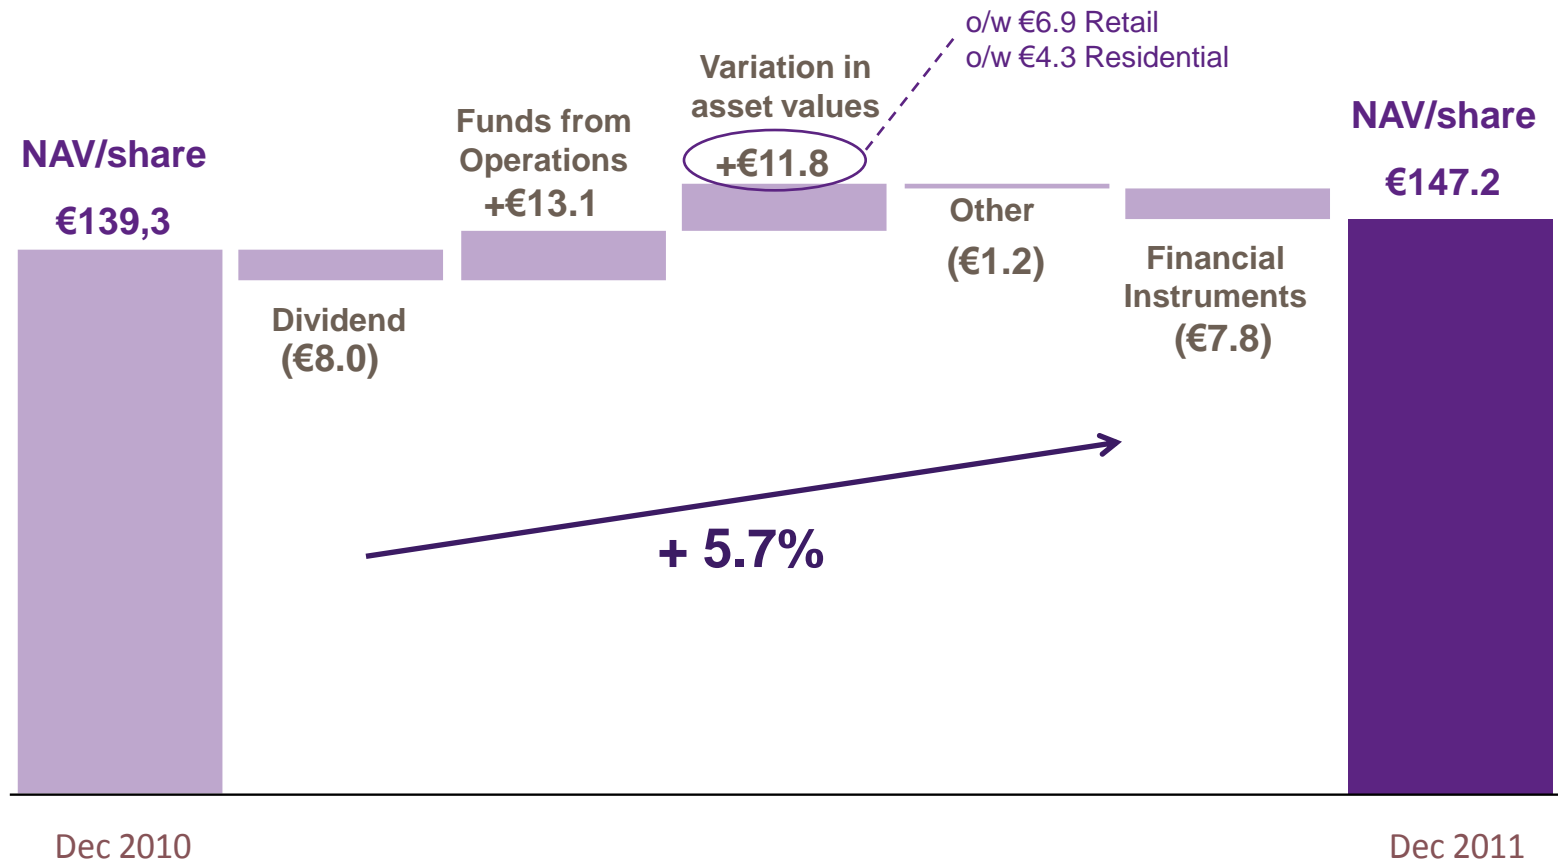 NAV/share
€139,3
Dividend
(€8.0)
Funds from
Operations
+€13.1
Variation in
asset values
+€11.8
o/w €6.9 Retail
o/w €4.3 Residential
Other
(€1.2)
Financial
Instruments
(€7.8)
NAV/share
€147.2
+ 5.7%
Dec 2010
Dec 2011